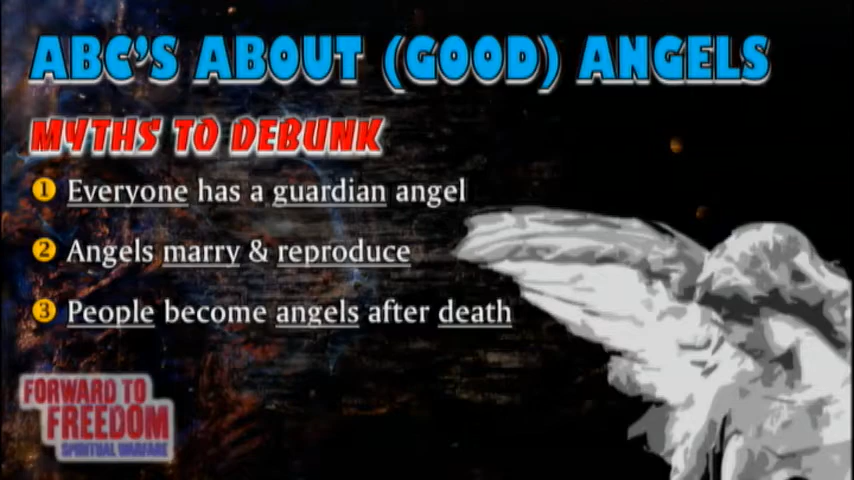 ABC'S ABOUT (GOOD) ANGELS
MYTHS TO DEBUNK
1 Everyone has a guardian angel
2 Angels marry & reproduce
3 People become angels after death
FORWARD TO
FREEDOM
SPIRITUAL WARFARE